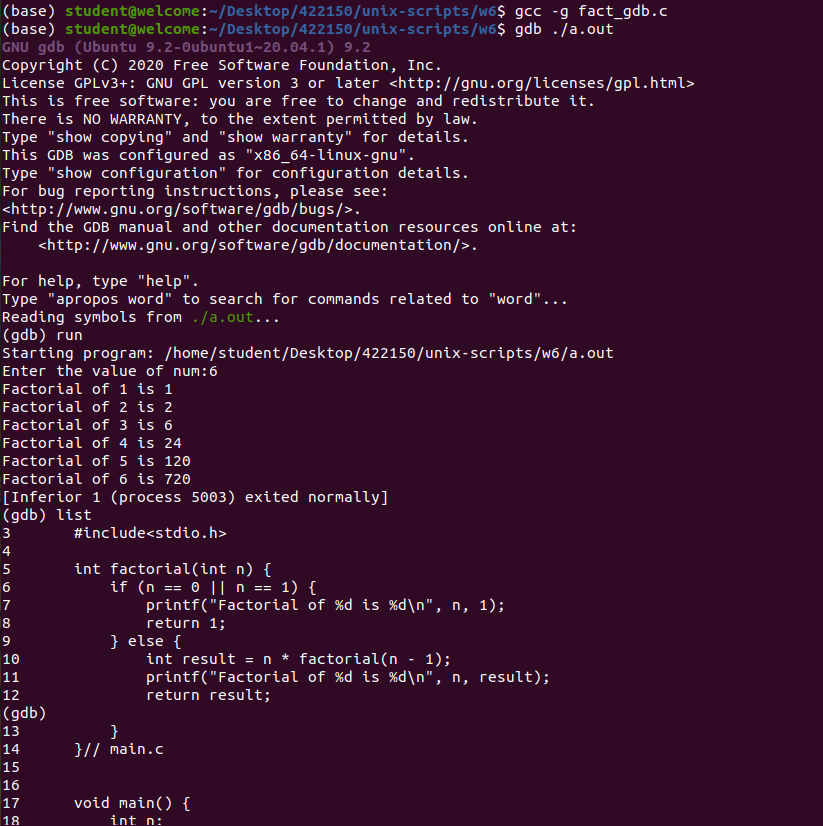 (base) student@welcome:~/Desktop/422150/unix-scripts/w6$ gcc -g fact_gdb.c
(base) student@welcome:~/Desktop/422150/unix-scripts/w6$ gdb ./a.out
GNU gdb (Ubuntu 9.2-0ubuntu1~20.04.1) 9.2
Copyright (C) 2020 Free Software Foundation, Inc.
License GPLv3+: GNU GPL version 3 or later <http://gnu.org/licenses/gpl.html>
This is free software: you are free to change and redistribute it.
There is NO WARRANTY, to the extent permitted by law.
Type "show copying" and "show warranty" for details.
This GDB was configured as "x86_64-linux-gnu".
Type "show configuration" for configuration details.
For bug reporting instructions, please see:
<http://www.gnu.org/software/gdb/bugs/>.
Find the GDB manual and other documentation resources online at:
    <http://www.gnu.org/software/gdb/documentation/>.

For help, type "help".
Type "apropos word" to search for commands related to "word"...
Reading symbols from ./a.out...
(gdb) run
Starting program: /home/student/Desktop/422150/unix-scripts/w6/a.out
Enter the value of num:6
Factorial of 1 is 1
Factorial of 2 is 2
Factorial of 3 is 6
Factorial of 4 is 24
Factorial of 5 is 120
Factorial of 6 is 720
[Inferior 1 (process 5003) exited normally]
(gdb) list
3       #include<stdio.h>
4
5       int factorial(int n) {
6           if (n == 0 || n == 1) {
7               printf("Factorial of %d is %d\n", n, 1);
8               return 1;
9           } else {
10              int result = n * factorial(n - 1);
11              printf("Factorial of %d is %d\n", n, result);
12              return result;
(gdb)
13          }
14      }// main.c
15
16
17      void main() {
18          int n;